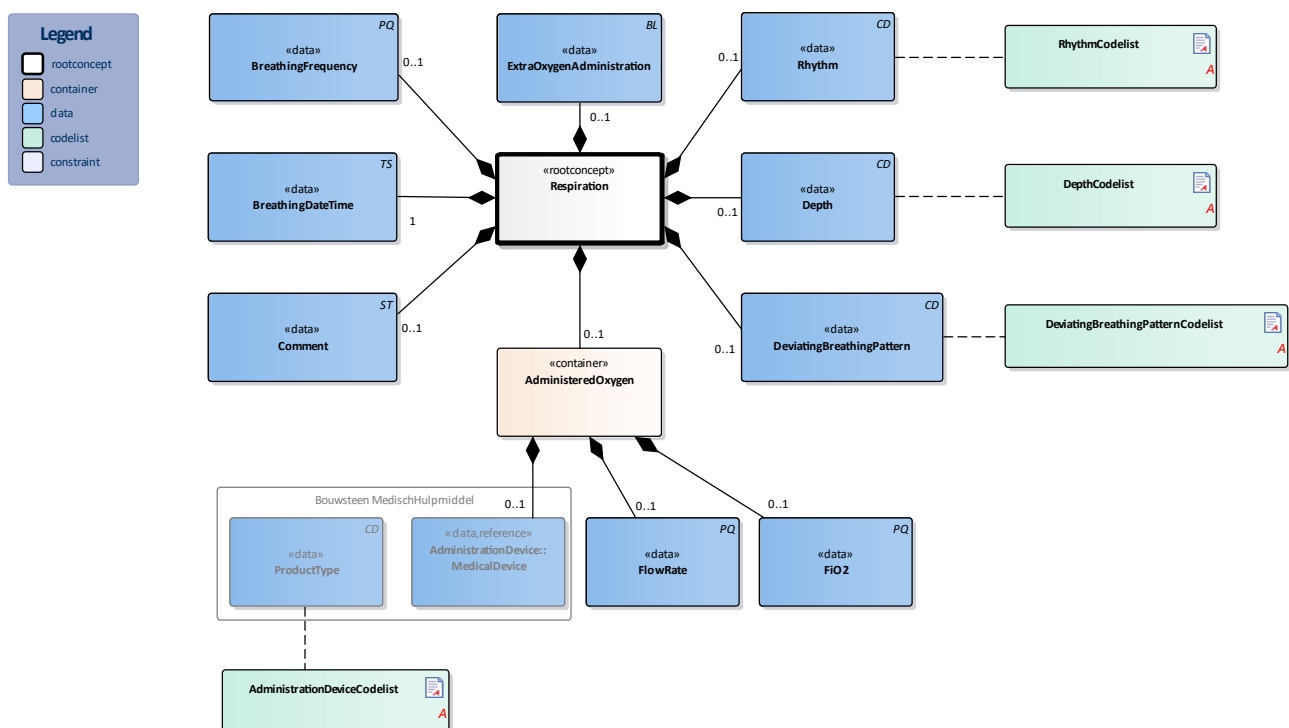 Legend
rootconcept
container
data
codelist
constraint
PQ
«data»
BreathingFrequency
0..1
BL
«data»
ExtraOxygenAdministration
0..1
CD
«data»
Rhythm
0..1
RhythmCodelist
A
TS
«data»
BreathingDateTime
1
«rootconcept»
Respiration
CD
«data»
Depth
0..1
DepthCodelist
A
ST
«data»
Comment
0..1
0..1
«container»
AdministeredOxygen
CD
«data»
DeviatingBreathingPattern
0..1
DeviatingBreathingPatternCodelist
A
Bouwsteen MedischHulpmiddel
CD
«data»
ProductType
0..1
«data,reference»
AdministrationDevice::
MedicalDevice
0..1
PQ
«data»
FlowRate
0..1
PQ
«data»
FiO2
AdministrationDeviceCodelist
A